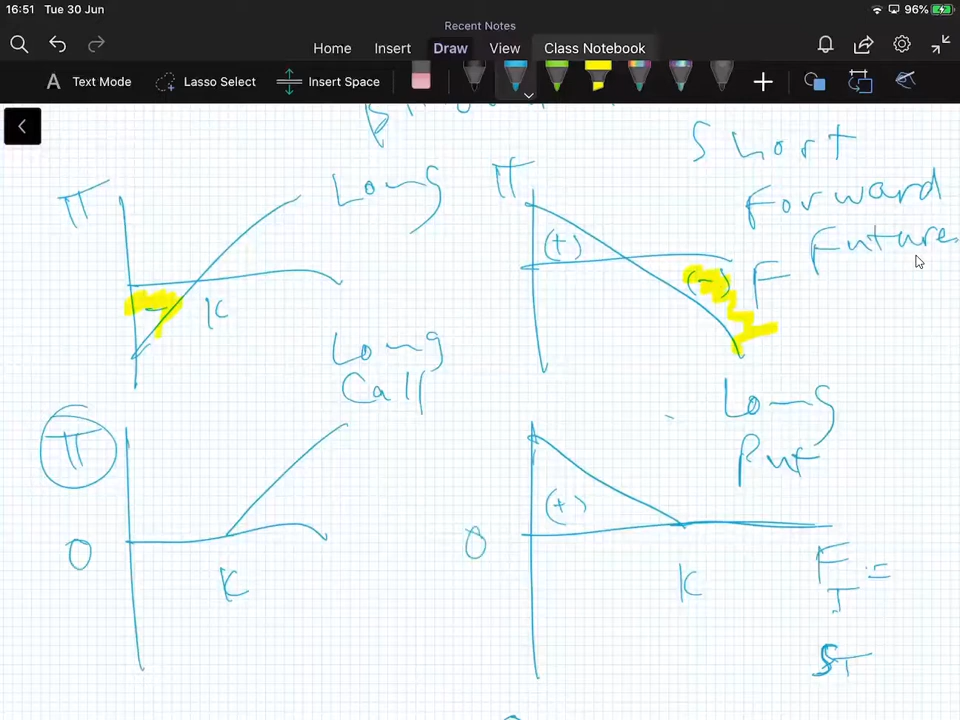 16:51 Tue 30 Jun
96%
Recent Notes
Home Insert Draw View Class Notebook
Text Mode Lasso Select Insert Space
Short
Forward
Future
π Long
π
(+)
(-) F
- K
Long
Call
Long
Put
π
(+)
0 K
0 K
F =
T
ST